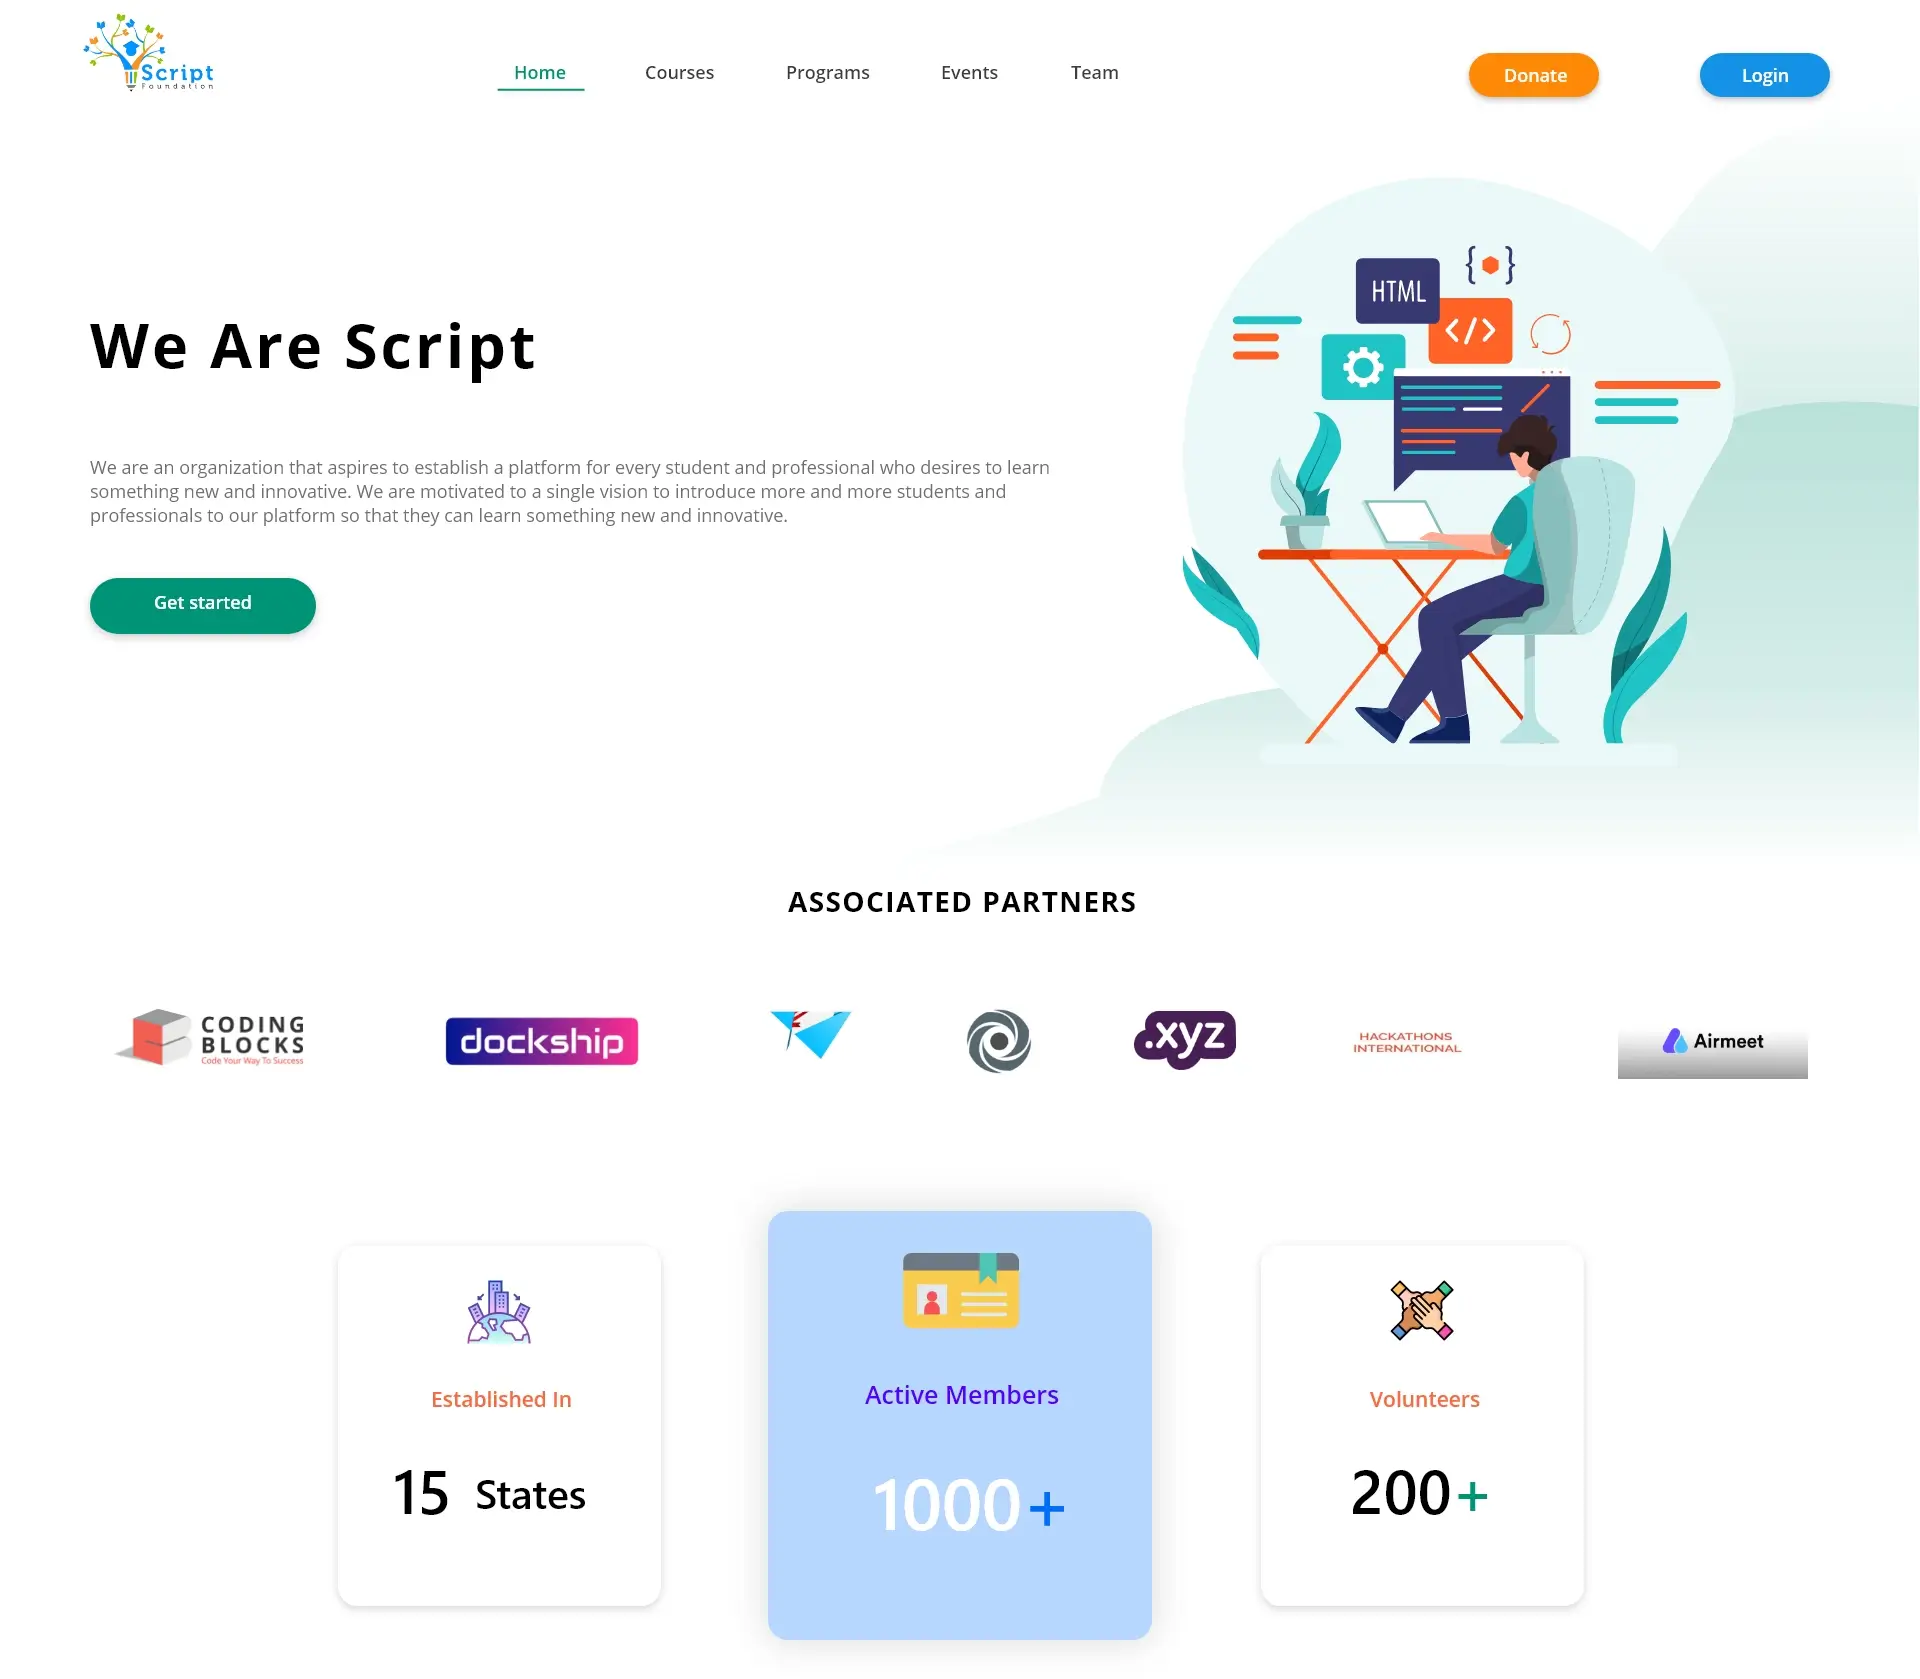 Script
Foundation
Home
Courses
Programs
Events
Team
Donate
Login
HTML
</>
We Are Script
We are an organization that aspires to establish a platform for every student and professional who desires to learn
something new and innovative. We are motivated to a single vision to introduce more and more students and
professionals to our platform so that they can learn something new and innovative.
Get started
ASSOCIATED PARTNERS
CODING
BLOCKS
Code Your Way To Success
dockship
.xyz
HACKATHONS
INTERNATIONAL
Airmeet
Established In
15 States
Active Members
1000+
Volunteers
200+